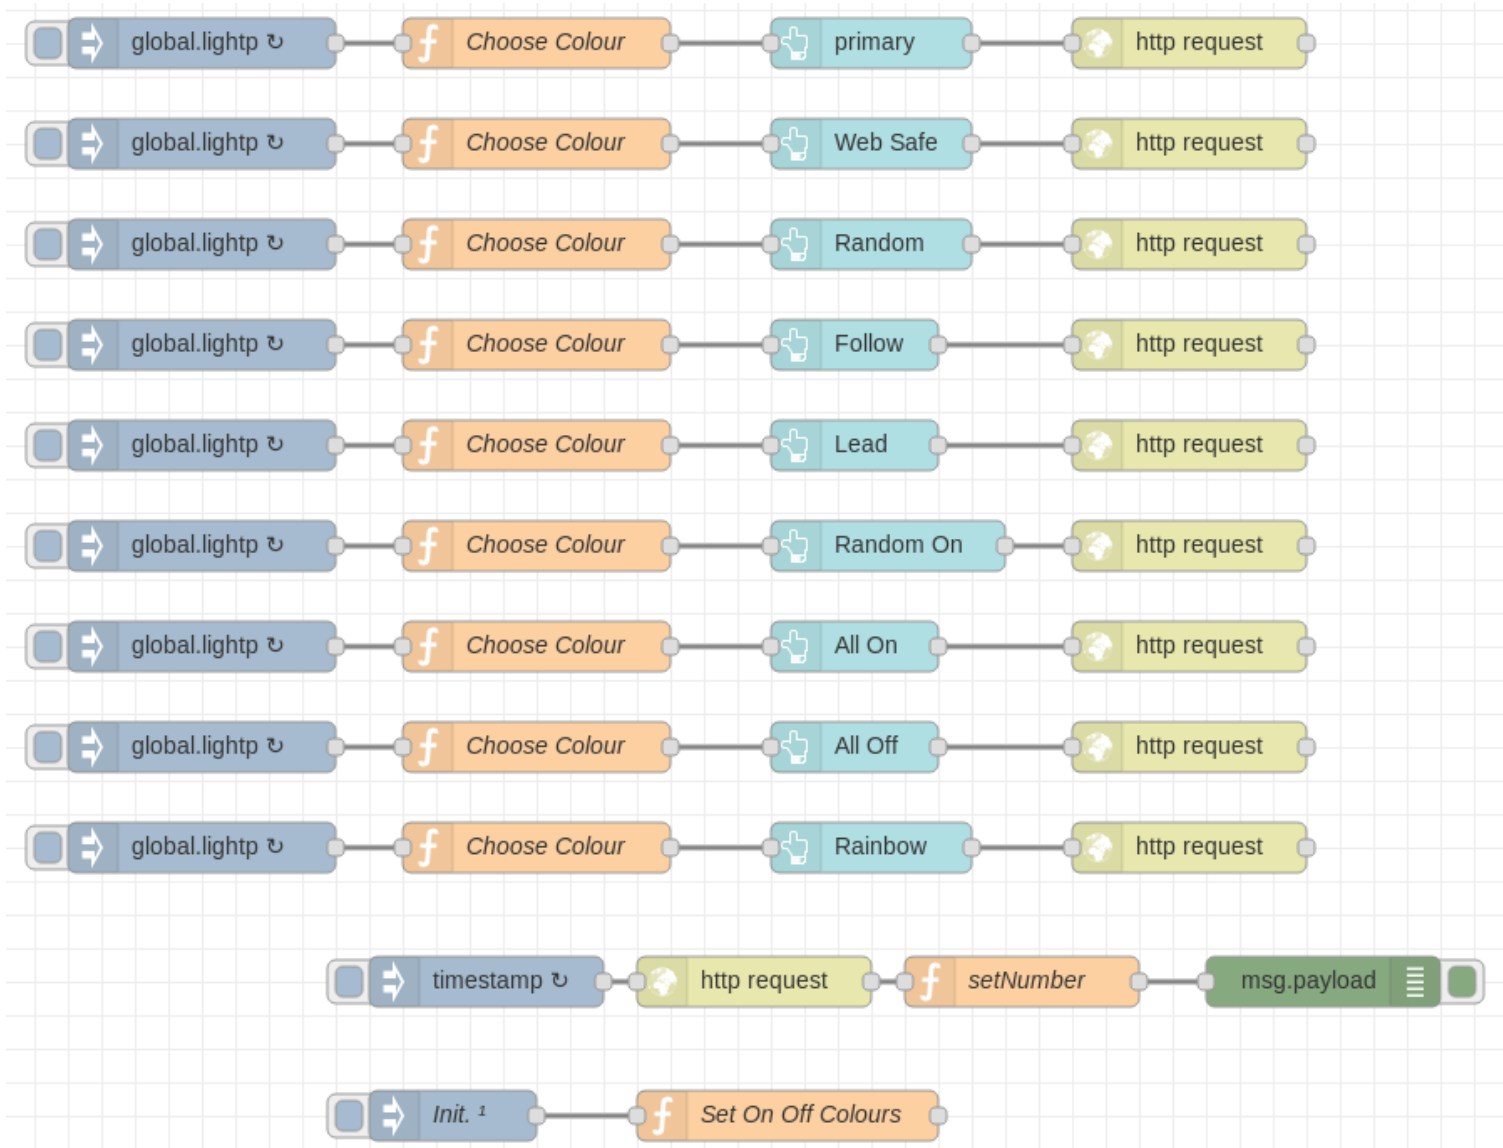 global.lightp ↻ Choose Colour primary http request
global.lightp ↻ Choose Colour Web Safe http request
global.lightp ↻ Choose Colour Random http request
global.lightp ↻ Choose Colour Follow http request
global.lightp ↻ Choose Colour Lead http request
global.lightp ↻ Choose Colour Random On http request
global.lightp ↻ Choose Colour All On http request
global.lightp ↻ Choose Colour All Off http request
global.lightp ↻ Choose Colour Rainbow http request
timestamp ↻ http request setNumber msg.payload
Init. ¹ Set On Off Colours